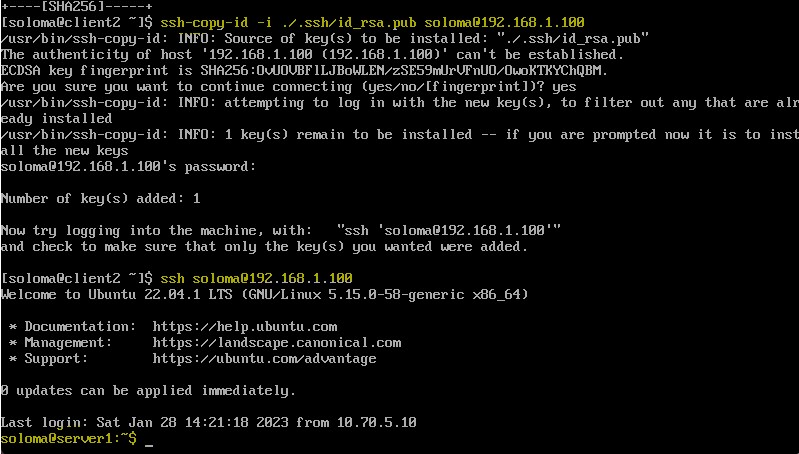 +----[SHA256]-----+
[soloma@client2 ~]$ ssh-copy-id -i ./.ssh/id_rsa.pub soloma@192.168.1.100
/usr/bin/ssh-copy-id: INFO: Source of key(s) to be installed: "./.ssh/id_rsa.pub"
The authenticity of host '192.168.1.100 (192.168.1.100)' can't be established.
ECDSA key fingerprint is SHA256:OvUOVBFlLJBoWLEM/zSE59mUrVFnUO/OwoKTKYChQBM.
Are you sure you want to continue connecting (yes/no/[fingerprint])? yes
/usr/bin/ssh-copy-id: INFO: attempting to log in with the new key(s), to filter out any that are alr
eady installed
/usr/bin/ssh-copy-id: INFO: 1 key(s) remain to be installed -- if you are prompted now it is to inst
all the new keys
soloma@192.168.1.100's password:
Number of key(s) added: 1
Now try logging into the machine, with:   "ssh 'soloma@192.168.1.100'"
and check to make sure that only the key(s) you wanted were added.
[soloma@client2 ~]$ ssh soloma@192.168.1.100
Welcome to Ubuntu 22.04.1 LTS (GNU/Linux 5.15.0-58-generic x86_64)
* Documentation:  https://help.ubuntu.com
* Management:     https://landscape.canonical.com
* Support:        https://ubuntu.com/advantage
0 updates can be applied immediately.
Last login: Sat Jan 28 14:21:18 2023 from 10.70.5.10
soloma@server1:~$ _